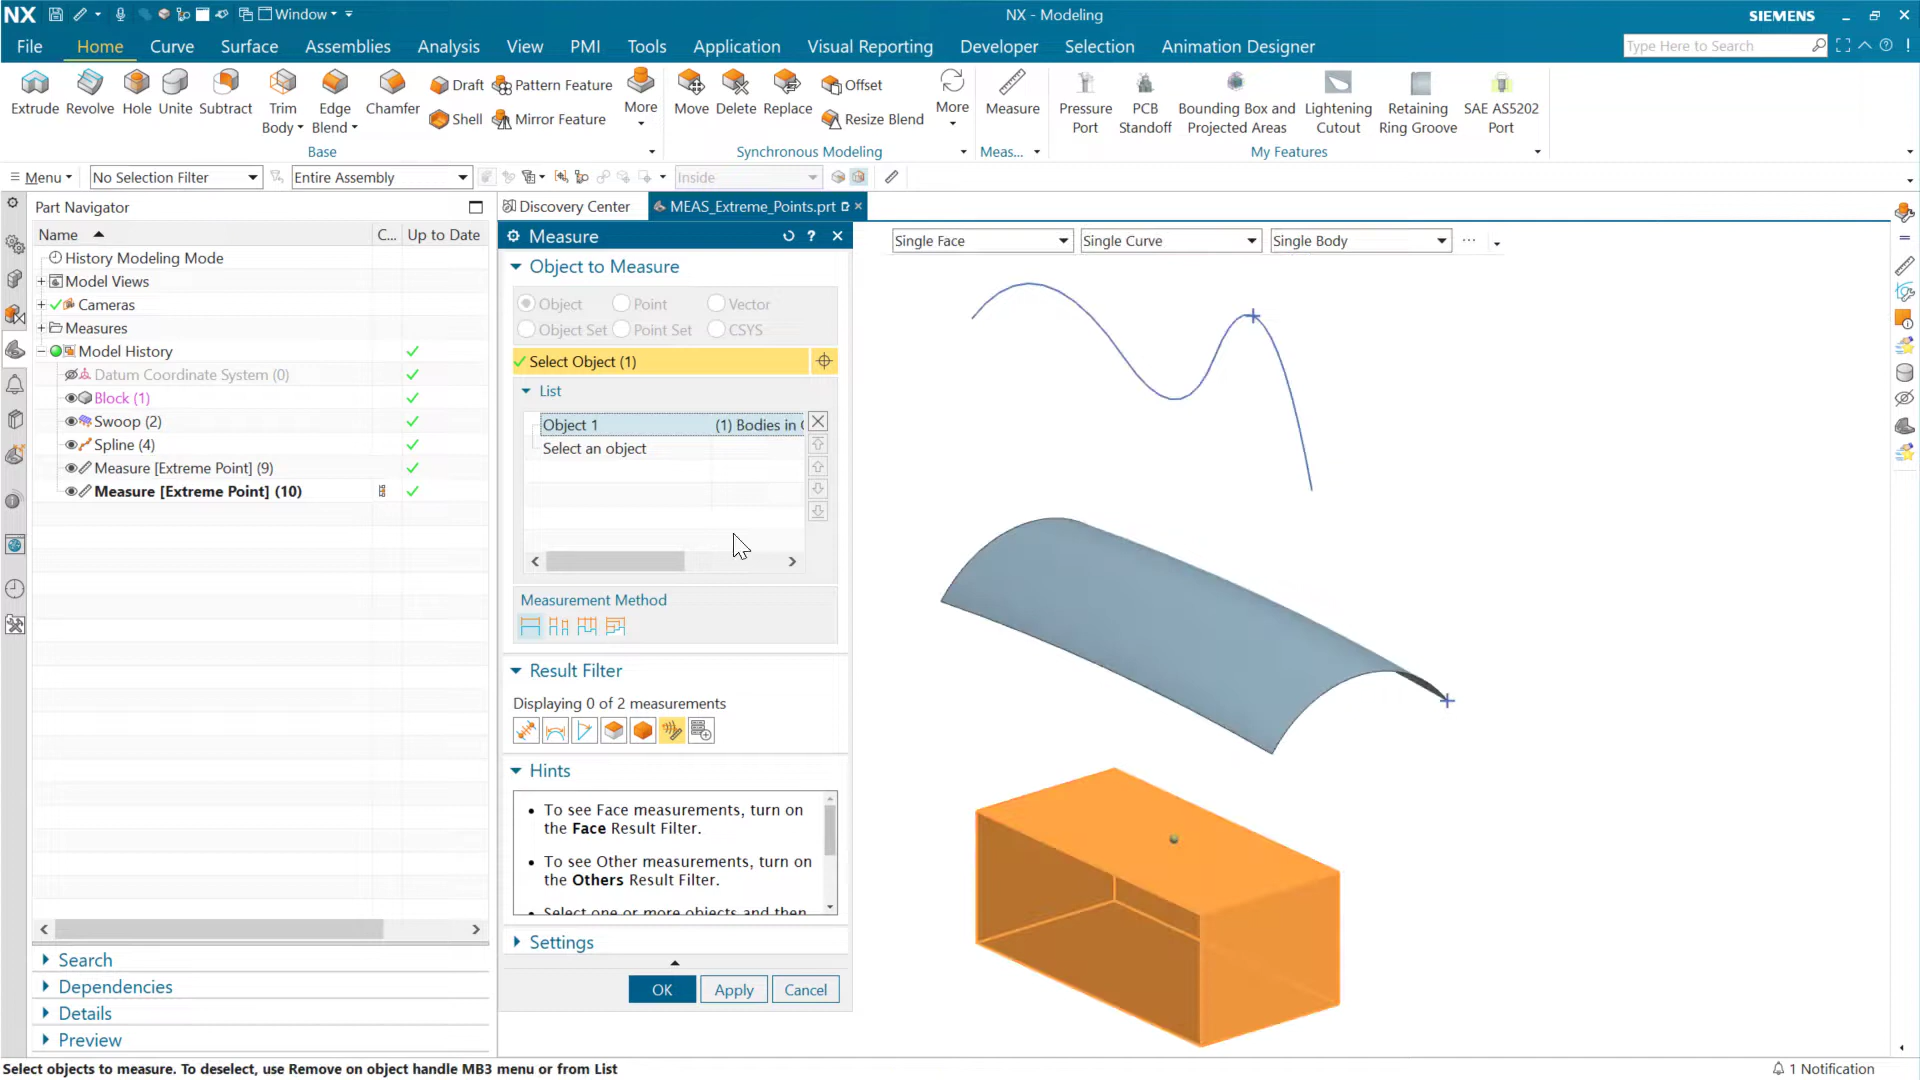 NX Window NX - Modeling SIEMENS
File Home Curve Surface Assemblies Analysis View PMI Tools Application Visual Reporting Developer Selection Animation Designer Type Here to Search
Extrude Revolve Hole Unite Subtract Trim Body Edge Blend Chamfer Draft Pattern Feature More Move Delete Replace Offset More Measure Pressure Port PCB Standoff Bounding Box and Projected Areas Lightening Cutout Retaining Ring Groove SAE AS5202 Port
Shell Mirror Feature Resize Blend
Base Synchronous Modeling Meas... My Features
Menu No Selection Filter Entire Assembly Inside
Part Navigator
Name C... Up to Date
History Modeling Mode
Model Views
Cameras
Measures
Model History
Datum Coordinate System (0)
Block (1)
Swoop (2)
Spline (4)
Measure [Extreme Point] (9)
Measure [Extreme Point] (10)
Search
Dependencies
Details
Preview
Discovery Center MEAS_Extreme_Points.prt
Measure
Object to Measure
Object Point Vector
Object Set Point Set CSYS
Select Object (1)
List
Object 1 (1) Bodies in
Select an object
Measurement Method
Result Filter
Displaying 0 of 2 measurements
Hints
• To see Face measurements, turn on
the Face Result Filter.
• To see Other measurements, turn on
the Others Result Filter.
• Select one or more objects and then
Settings
OK Apply Cancel
Single Face Single Curve Single Body
Select objects to measure. To deselect, use Remove on object handle MB3 menu or from List 1 Notification